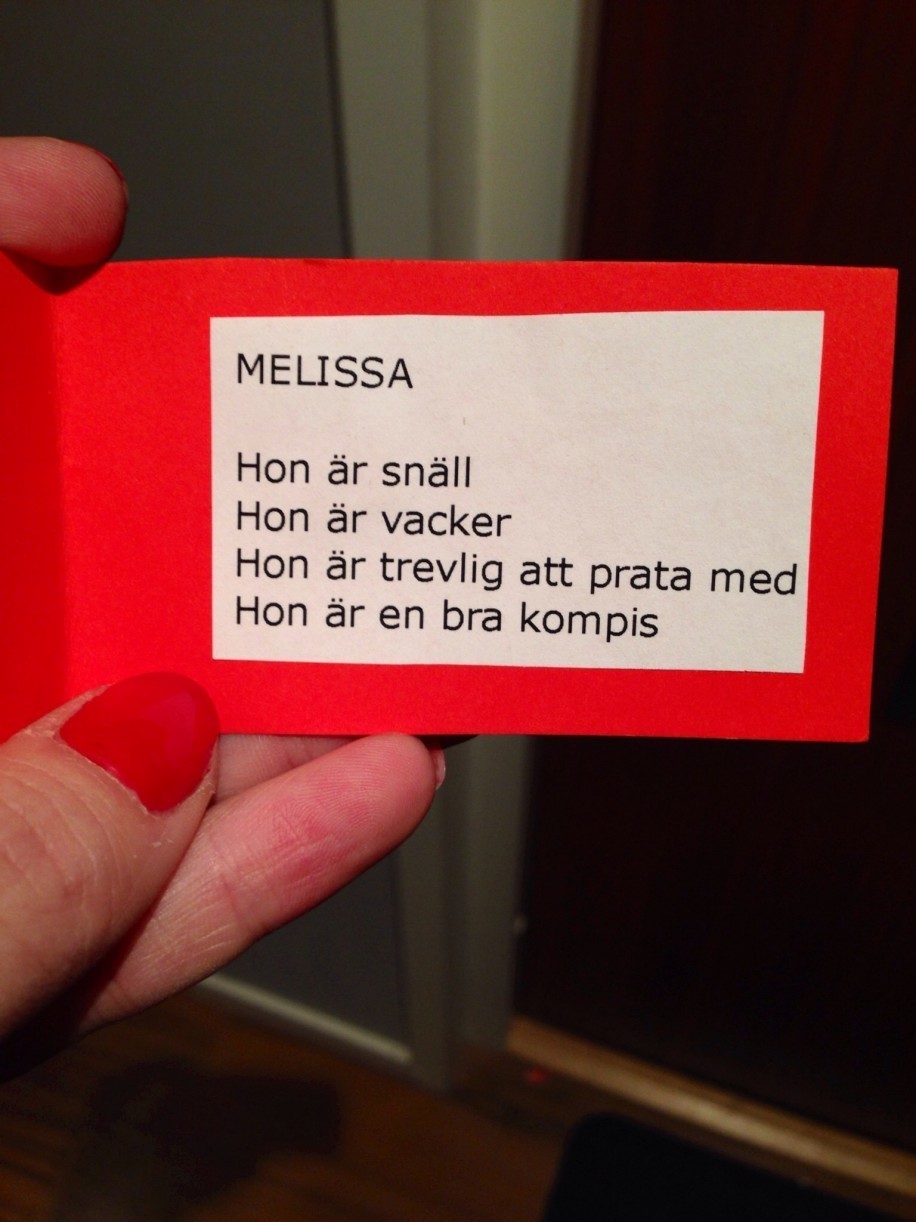 MELISSA
Hon är snäll
Hon är vacker
Hon är trevlig att prata med
Hon är en bra kompis